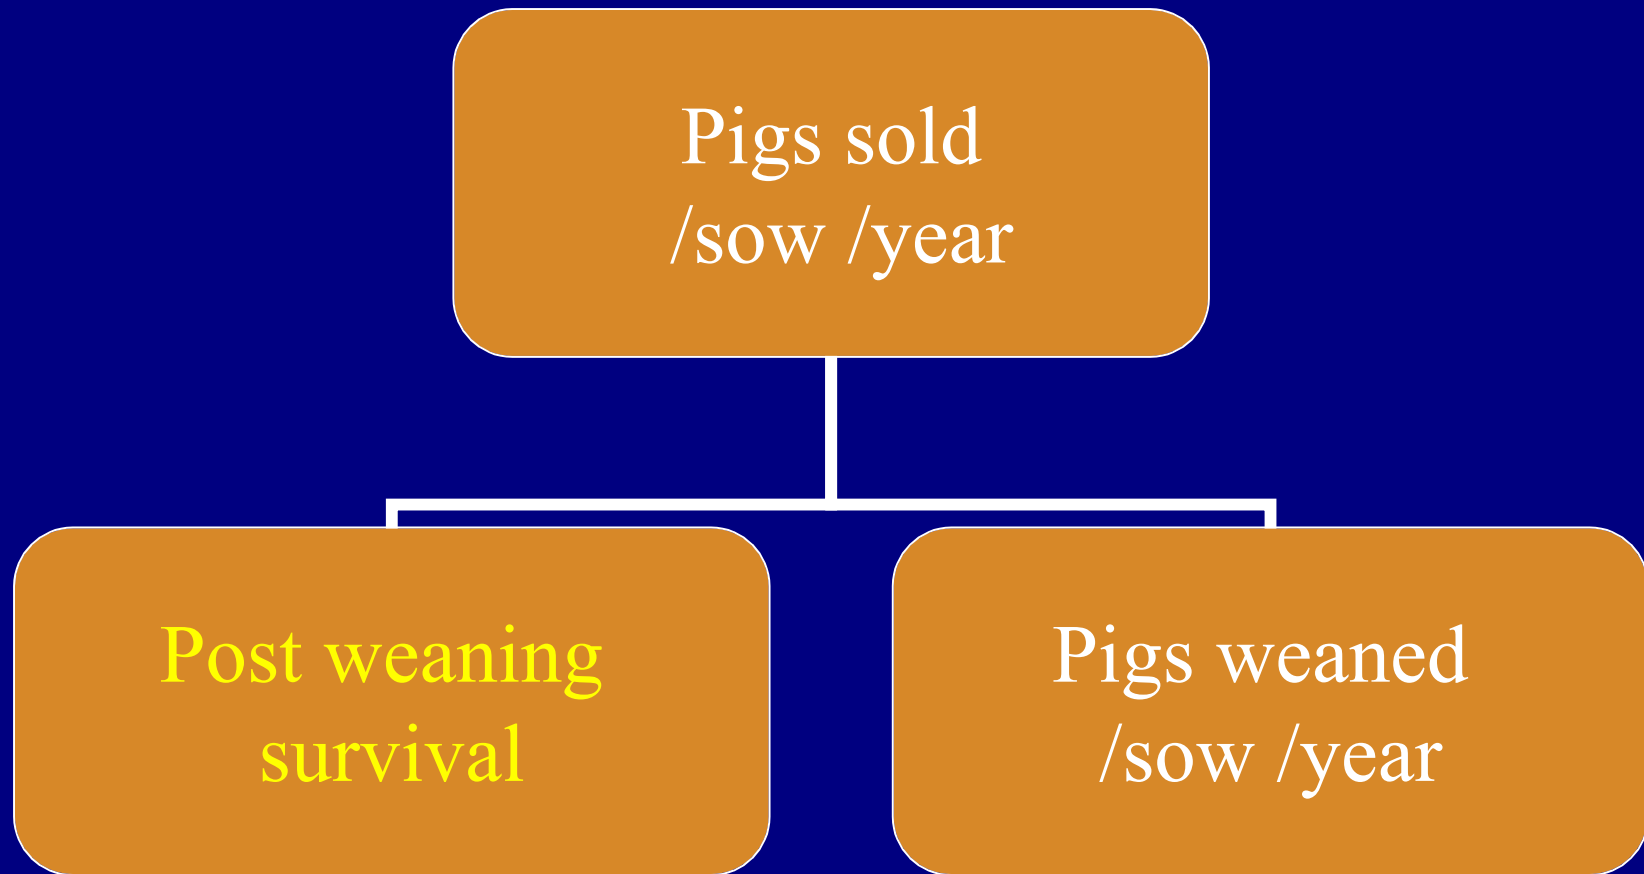 Pigs sold
/sow /year
Post weaning
survival
Pigs weaned
/sow /year